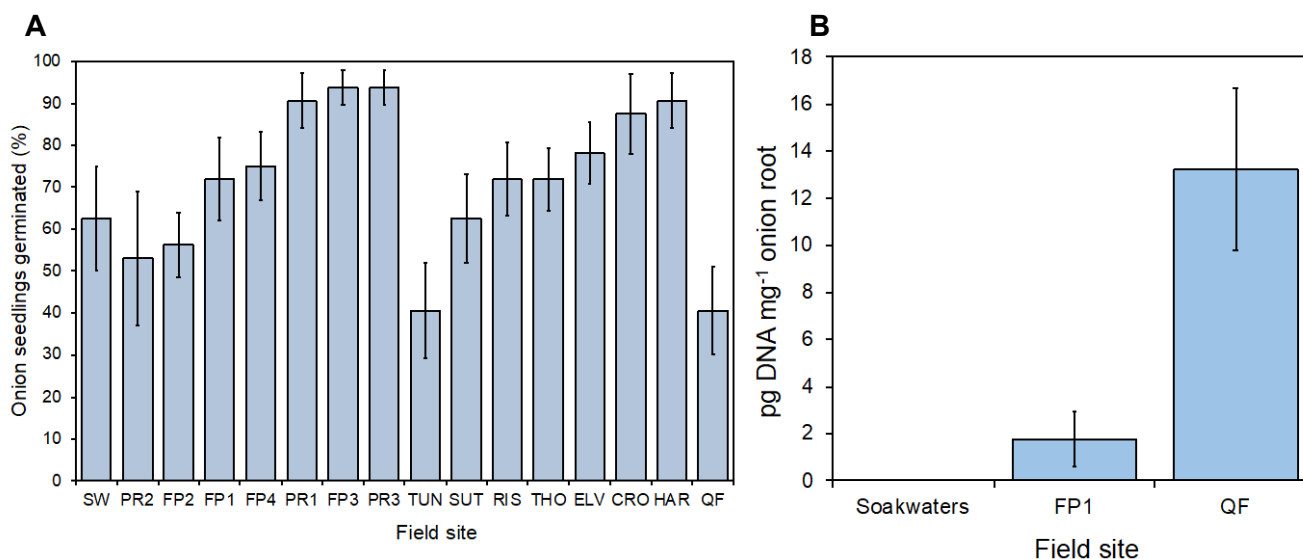 A
Onion seedlings germinated (%)
100
90
80
70
60
50
40
30
20
10
0
SW PR2 FP2 FP1 FP4 PR1 FP3 PR3 TUN SUT RIS THO ELV CRO HAR QF
Field site
B
pg DNA mg⁻¹ onion root
18
16
14
12
10
8
6
4
2
0
Soakwaters FP1 QF
Field site